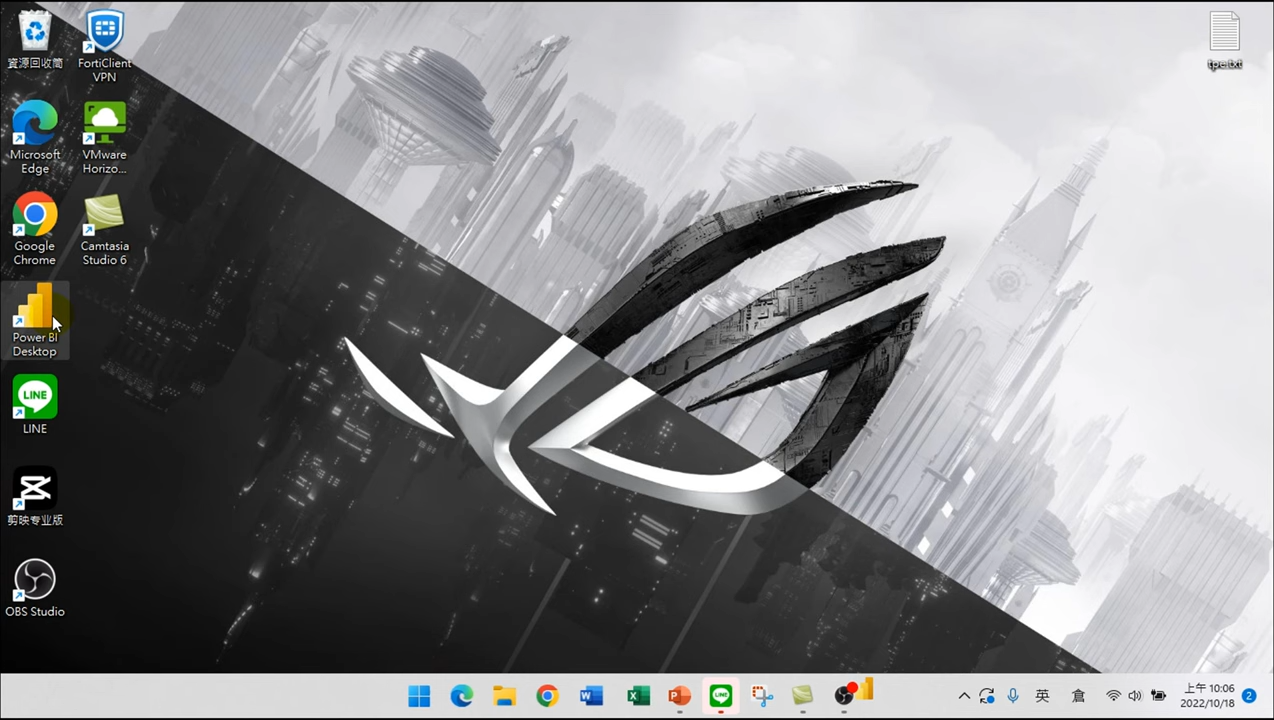 資源回收筒
FortiClient
VPN
tpe.txt
Microsoft
Edge
VMware
Horizo...
Google
Chrome
Camtasia
Studio 6
Power BI
Desktop
LINE
LINE
剪映专业版
OBS Studio
W
X
P
LINE
英
倉
上午 10:06
2022/10/18
2